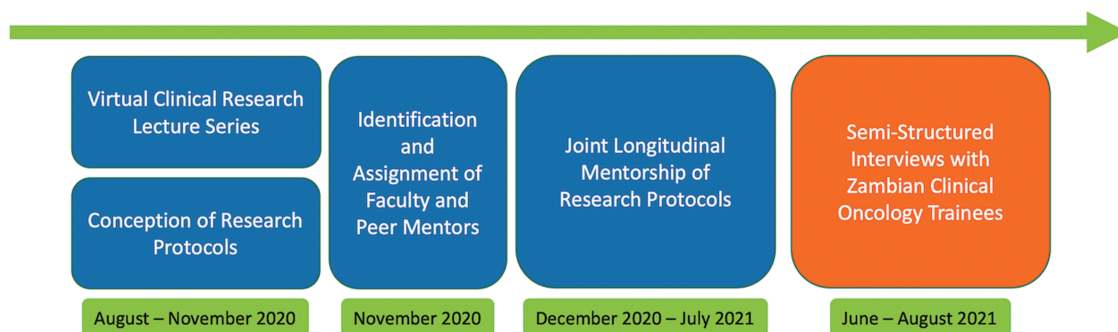 Virtual Clinical Research
Lecture Series
Conception of Research
Protocols
Identification
and
Assignment of
Faculty and
Peer Mentors
Joint Longitudinal
Mentorship of
Research Protocols
Semi-Structured
Interviews with
Zambian Clinical
Oncology Trainees
August – November 2020
November 2020
December 2020 – July 2021
June – August 2021